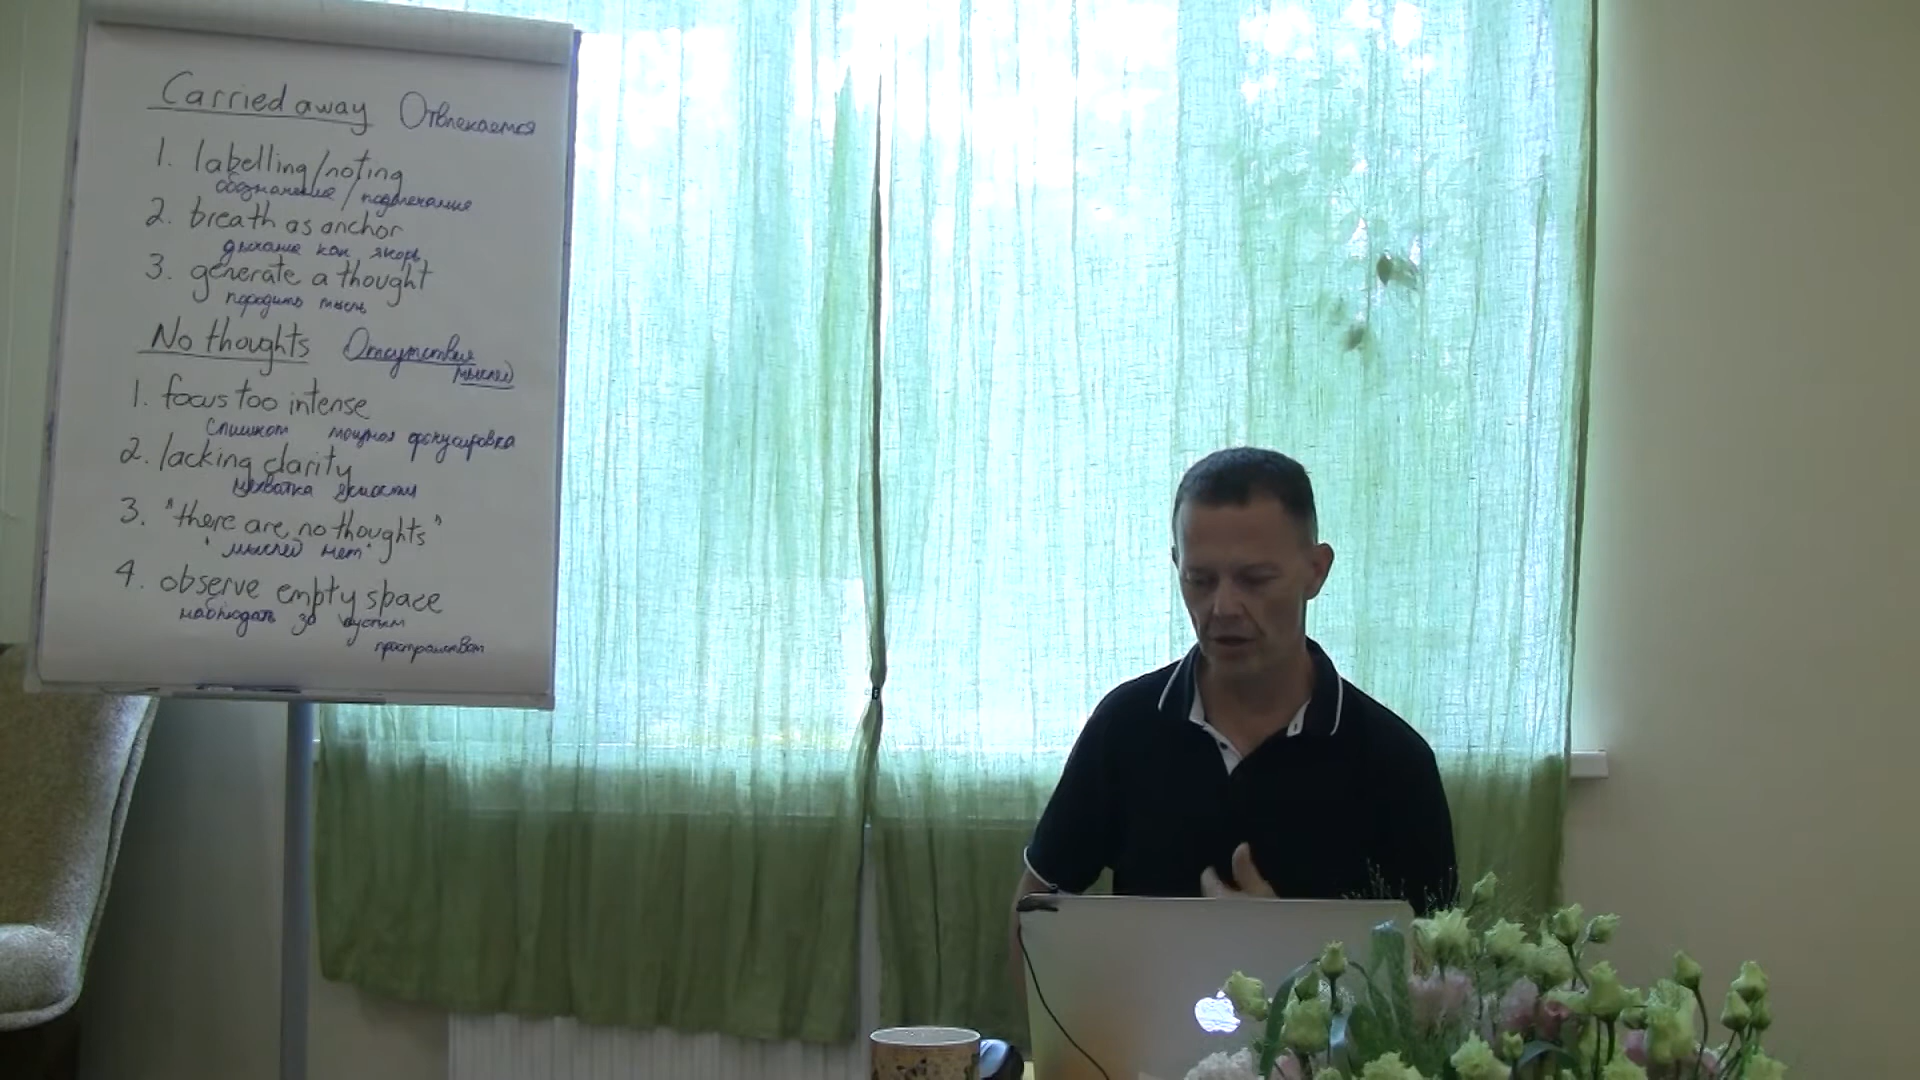 Carried away Отвлекаемся
1. labelling/noting
обозначение / подмечание
2. breath as anchor
дыхание как якорь
3. generate a thought
породить мысль
No thoughts Отсутствия
мыслей
1. focus too intense
Слишком мощная фокусировка
2. lacking clarity
нехватка ясности
3. "there are no thoughts"
"мыслей нет"
4. observe empty space
наблюдать за пустым
пространством